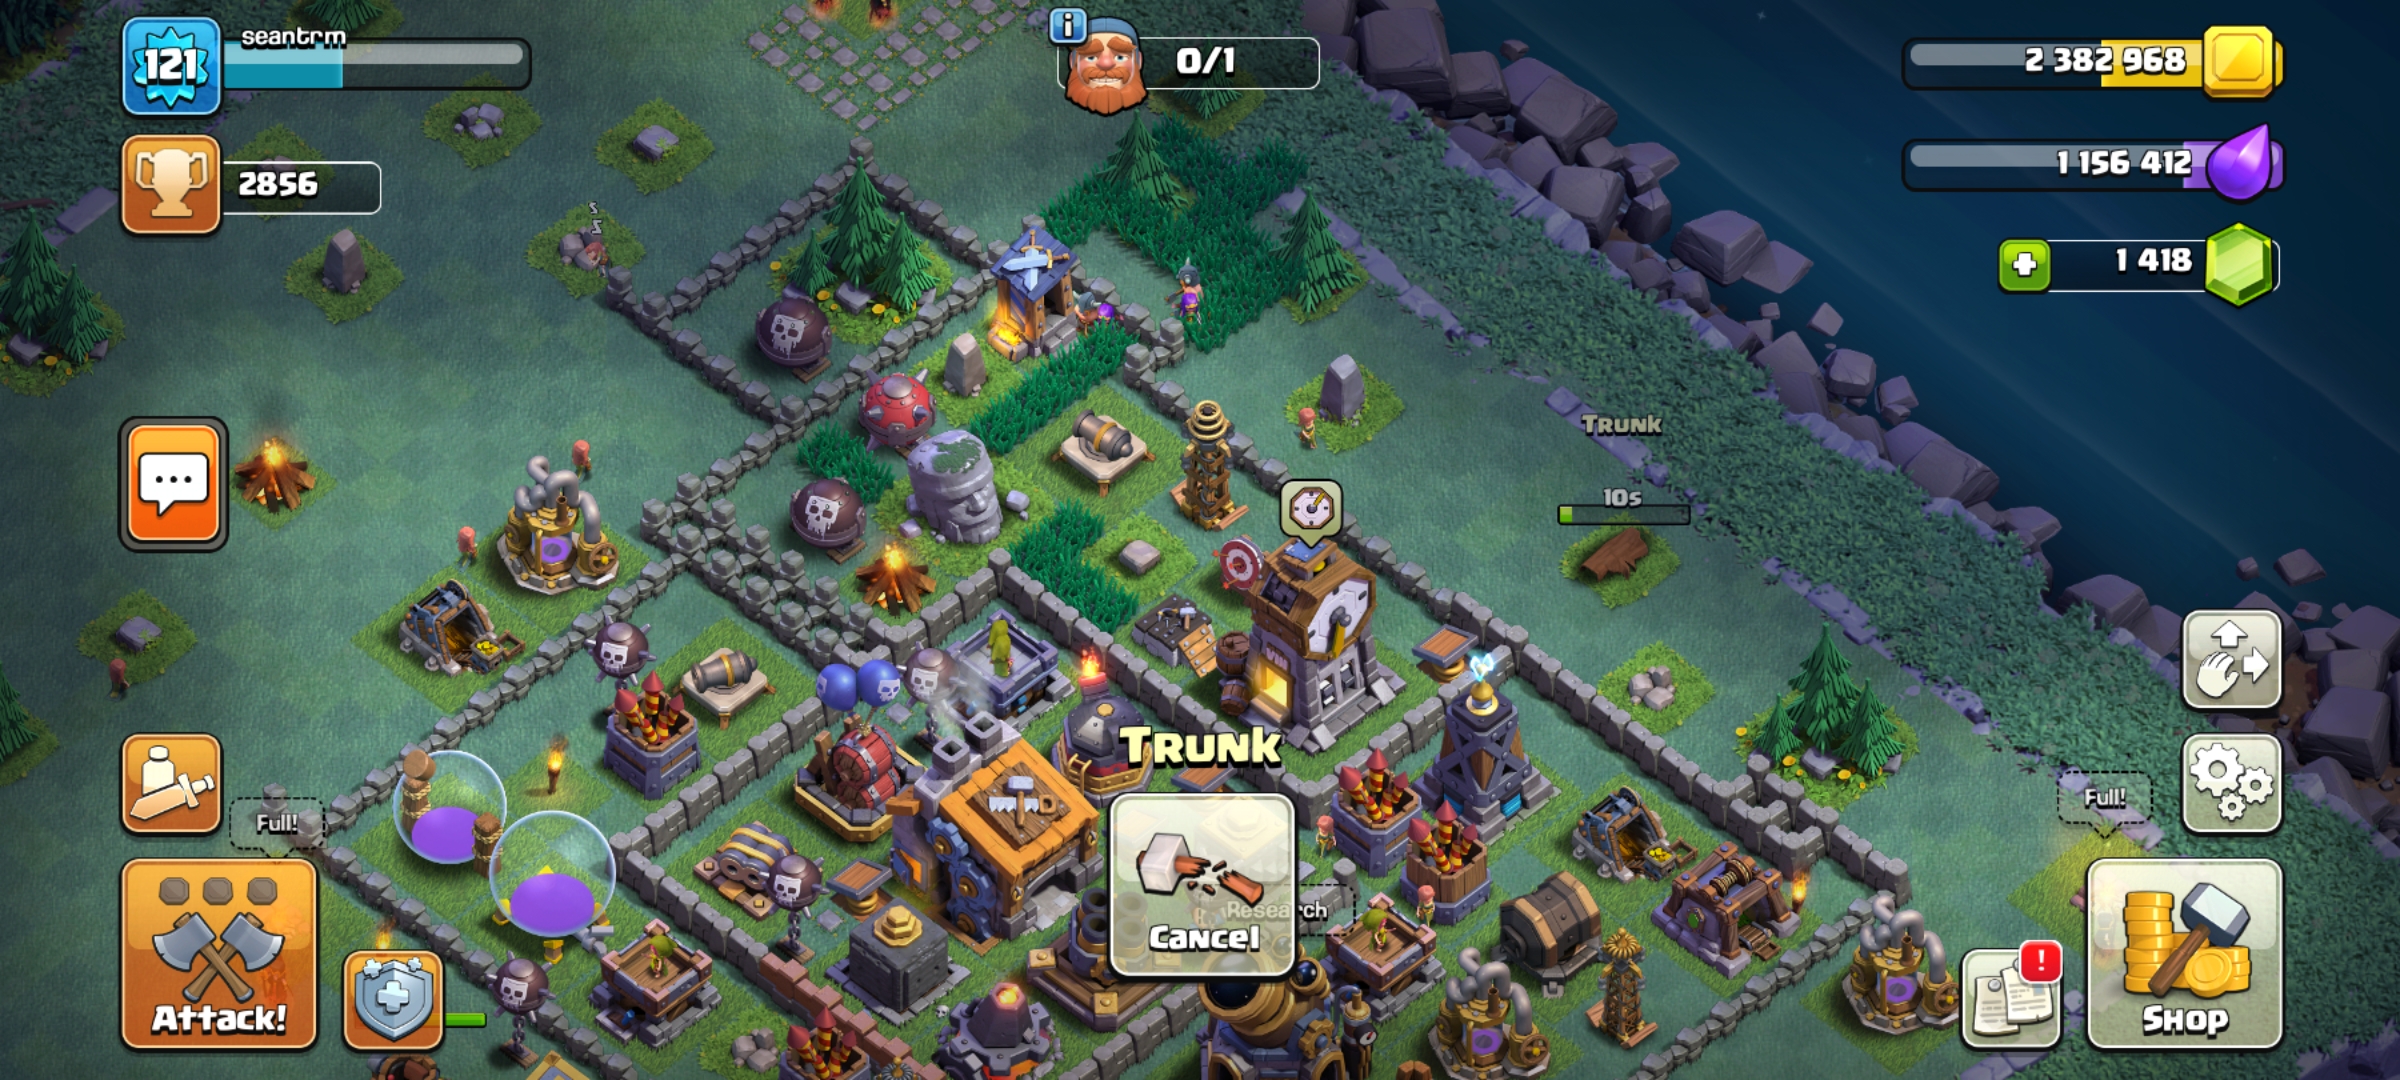 121
seantrm
0/1
2 382 968
2856
1 156 412
1 418
Trunk
10s
Trunk
Full!
Full!
Research
Cancel
Attack!
!
Shop